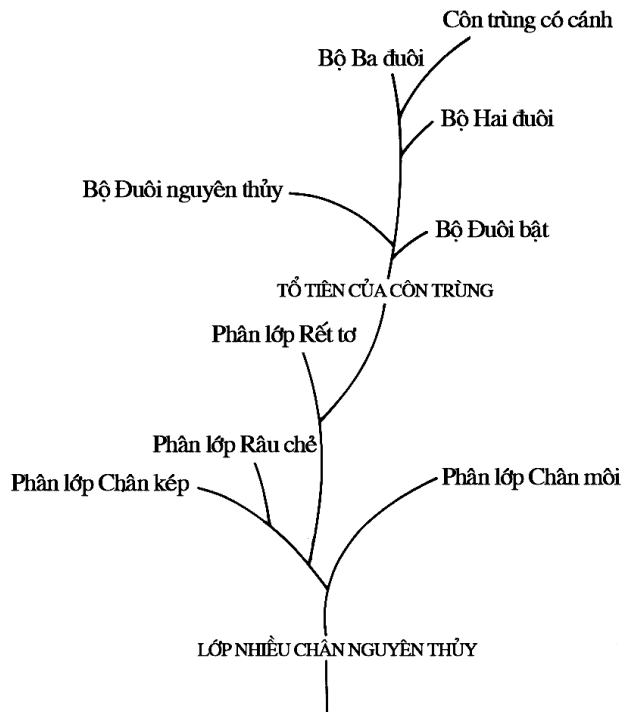 Côn trùng có cánh
Bộ Ba đuôi
Bộ Hai đuôi
Bộ Đuôi nguyên thủy
Bộ Đuôi bật
TỔ TIÊN CỦA CÔN TRÙNG
Phân lớp Rết tơ
Phân lớp Râu chẻ
Phân lớp Chân kép
Phân lớp Chân môi
LỚP NHIỀU CHÂN NGUYÊN THỦY